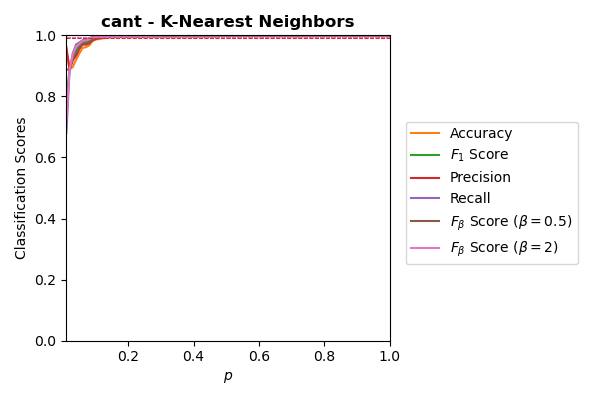 cant - K-Nearest Neighbors
Classification Scores
1.0
0.8
0.6
0.4
0.2
0.0
0.2 0.4 0.6 0.8 1.0
p
Accuracy
F₁ Score
Precision
Recall
Fᵦ Score (β = 0.5)
Fᵦ Score (β = 2)